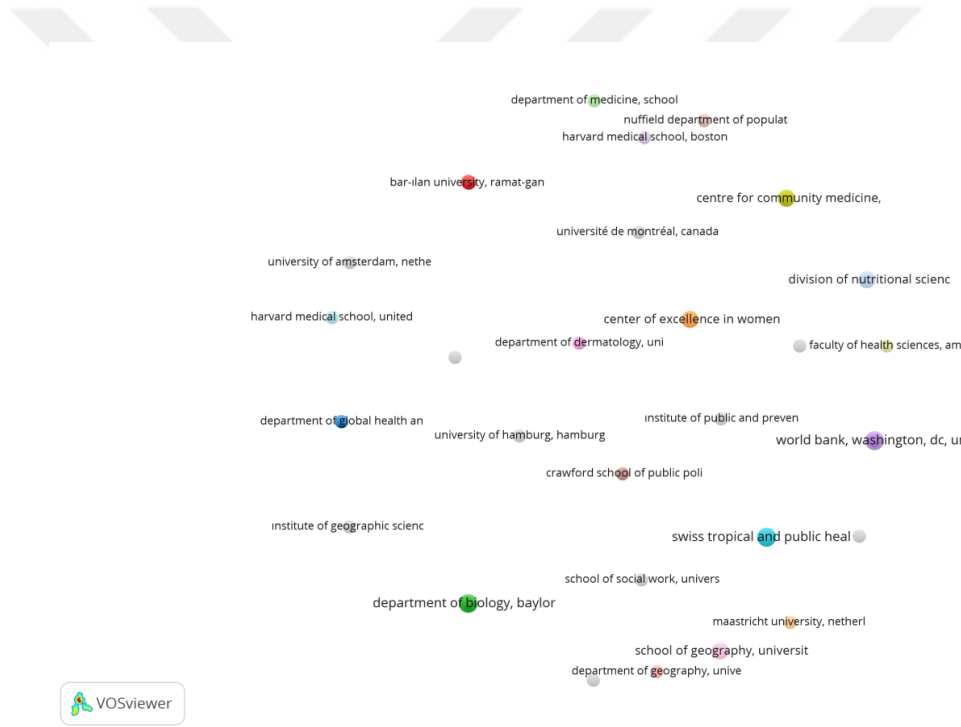 department of medicine, school
nuffield department of populat
harvard medical school, boston
bar-ılan university, ramat-gan
centre for community medicine,
université de montréal, canada
university of amsterdam, nethe
division of nutritional scienc
harvard medical school, united
center of excellence in women
department of dermatology, uni
faculty of health sciences, am
department of global health an
ınstitute of public and preven
university of hamburg, hamburg
world bank, washington, dc, un
crawford school of public poli
ınstitute of geographic scienc
swiss tropical and public heal
school of social work, univers
department of biology, baylor
maastricht university, netherl
school of geography, universit
department of geography, unive
VOSviewer